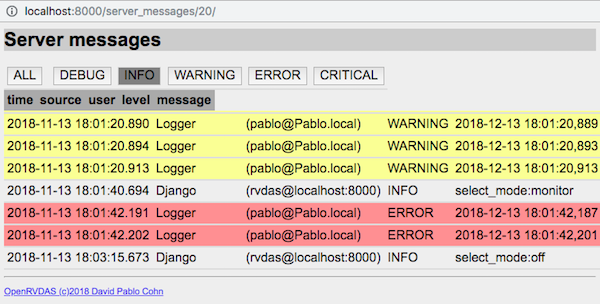 localhost:8000/server_messages/20/
Server messages
ALL DEBUG INFO WARNING ERROR CRITICAL
time source user level message
2018-11-13 18:01:20.890 Logger (pablo@Pablo.local) WARNING 2018-12-13 18:01:20,889
2018-11-13 18:01:20.894 Logger (pablo@Pablo.local) WARNING 2018-12-13 18:01:20,893
2018-11-13 18:01:20.913 Logger (pablo@Pablo.local) WARNING 2018-12-13 18:01:20,913
2018-11-13 18:01:40.694 Django (rvdas@localhost:8000) INFO select_mode:monitor
2018-11-13 18:01:42.191 Logger (pablo@Pablo.local) ERROR 2018-12-13 18:01:42,187
2018-11-13 18:01:42.202 Logger (pablo@Pablo.local) ERROR 2018-12-13 18:01:42,201
2018-11-13 18:03:15.673 Django (rvdas@localhost:8000) INFO select_mode:off
OpenRVDAS (c)2018 David Pablo Cohn